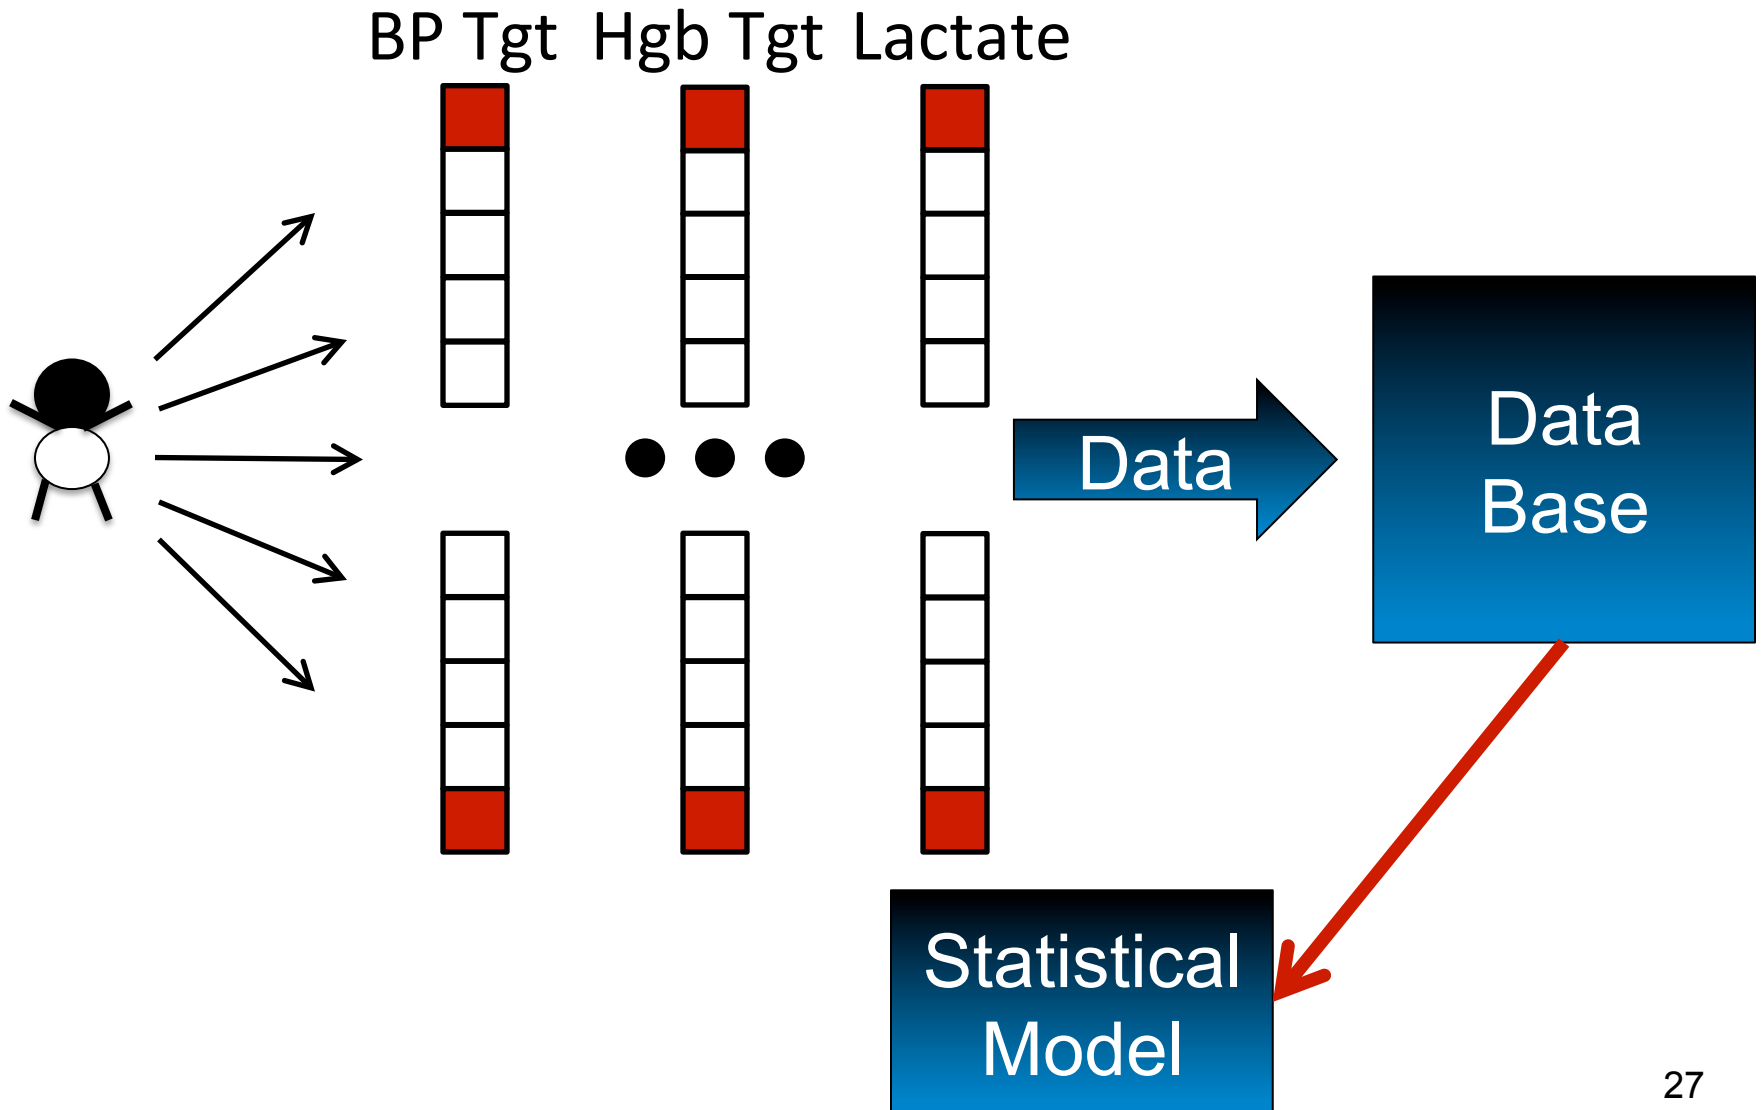 BP Tgt Hgb Tgt Lactate
Data
Data
Base
Statistical
Model
27